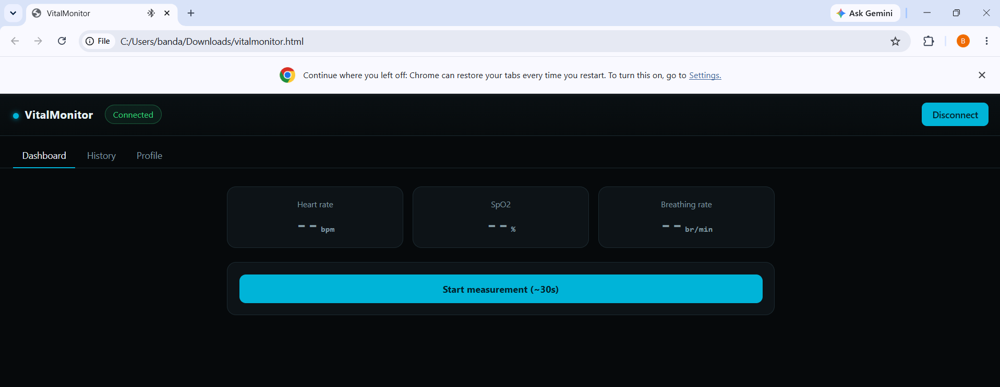 VitalMonitor
Ask Gemini
File
C:/Users/banda/Downloads/vitalmonitor.html
B
Continue where you left off: Chrome can restore your tabs every time you restart. To turn this on, go to Settings.
VitalMonitor
Connected
Disconnect
Dashboard
History
Profile
Heart rate
-- bpm
SpO2
-- %
Breathing rate
-- br/min
Start measurement (~30s)